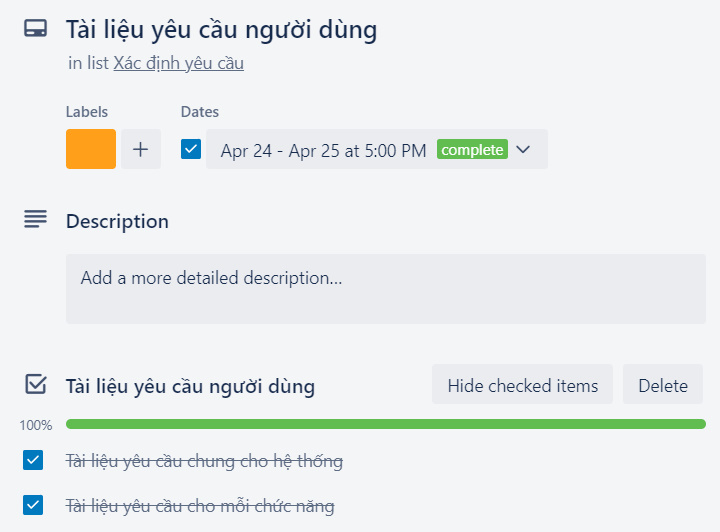 Tài liệu yêu cầu người dùng
in list Xác định yêu cầu
Labels Dates
Apr 24 - Apr 25 at 5:00 PM complete
Description
Add a more detailed description...
Tài liệu yêu cầu người dùng Hide checked items Delete
100%
Tài liệu yêu cầu chung cho hệ thống
Tài liệu yêu cầu cho mỗi chức năng